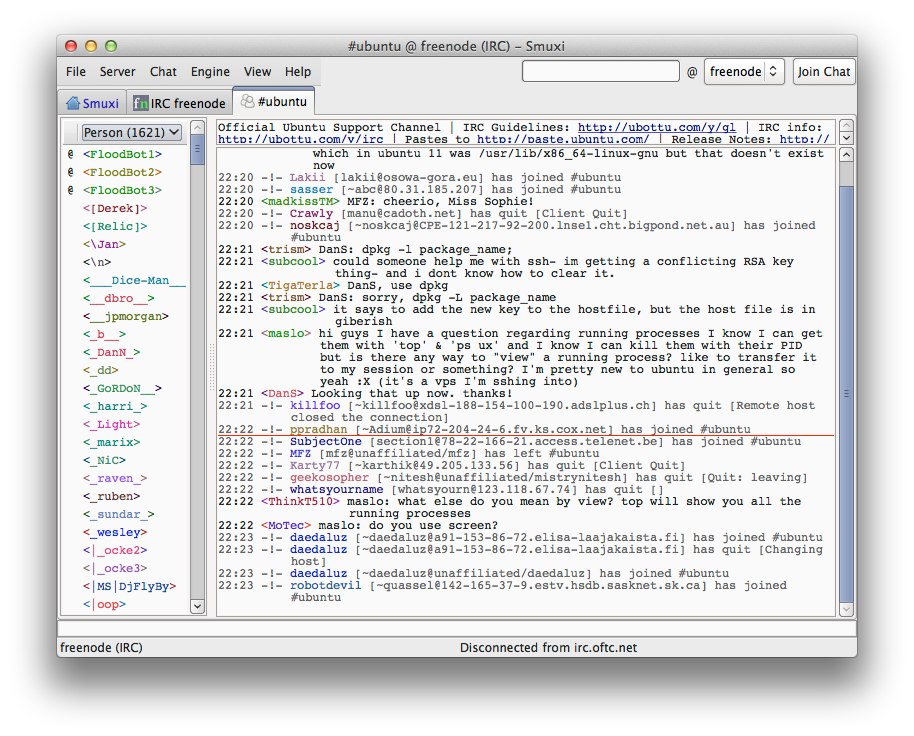 #ubuntu @ freenode (IRC) – Smuxi
File Server Chat Engine View Help
@ freenode Join Chat
Smuxi fn IRC freenode #ubuntu
Person (1621)
@ <FloodBot1>
@ <FloodBot2>
@ <FloodBot3>
<[Derek]>
<[Relic]>
<\Jan>
<\n>
<___Dice-Man__
<__dbro__>
<__jpmorgan>
<_b__>
<_DanN_>
<_dd>
<_GoRDoN__>
<_harri_>
<_Light>
<_marix>
<_NiC>
<_raven_>
<_ruben>
<_sundar_>
<_wesley>
<|_ocke2>
<|_ocke3>
<|MS|DjFlyBy>
<|oop>
Official Ubuntu Support Channel | IRC Guidelines: http://ubottu.com/y/gl | IRC info:
http://ubottu.com/y/irc | Pastes to http://paste.ubuntu.com/ | Release Notes: http://
which in ubuntu 11 was /usr/lib/x86_64-linux-gnu but that doesn't exist
now
22:20 -!- Lakii [lakii@osowa-gora.eu] has joined #ubuntu
22:20 -!- sasser [~abc@80.31.185.207] has joined #ubuntu
22:20 <madkissTM> MFZ: cheerio, Miss Sophie!
22:20 -!- Crawly [manu@cadoth.net] has quit [Client Quit]
22:20 -!- noskcaj [~noskcaj@CPE-121-217-92-200.lnse1.cht.bigpond.net.au] has joined
#ubuntu
22:21 <trism> DanS: dpkg -l package_name;
22:21 <subcool> could someone help me with ssh- im getting a conflicting RSA key
thing- and i dont know how to clear it.
22:21 <TigaTerla> DanS, use dpkg
22:21 <trism> DanS: sorry, dpkg -L package_name
22:21 <subcool> it says to add the new key to the hostfile, but the host file is in
giberish
22:21 <maslo> hi guys I have a question regarding running processes I know I can get
them with 'top' & 'ps ux' and I know I can kill them with their PID
but is there any way to "view" a running process? like to transfer it
to my session or something? I'm pretty new to ubuntu in general so
yeah :X (it's a vps I'm sshing into)
22:21 <DanS> Looking that up now. thanks!
22:21 -!- killfoo [~killfoo@xdsl-188-154-100-190.adslplus.ch] has quit [Remote host
closed the connection]
22:22 -!- ppradhan [~Adium@ip72-204-24-6.fv.ks.cox.net] has joined #ubuntu
22:22 -!- SubjectOne [section1@78-22-166-21.access.telenet.be] has joined #ubuntu
22:22 -!- MFZ [mfz@unaffiliated/mfz] has left #ubuntu
22:22 -!- Karty77 [~karthik@49.205.133.56] has quit [Client Quit]
22:22 -!- geekosopher [~nitesh@unaffiliated/mistrynitesh] has quit [Quit: leaving]
22:22 -!- whatsyourname [whatsyourn@123.118.67.74] has quit []
22:22 <ThinkT510> maslo: what else do you mean by view? top will show you all the
running processes
22:22 <MoTec> maslo: do you use screen?
22:23 -!- daedaluz [~daedaluz@a91-153-86-72.elisa-laajakaista.fi] has joined #ubuntu
22:23 -!- daedaluz [~daedaluz@a91-153-86-72.elisa-laajakaista.fi] has quit [Changing
host]
22:23 -!- daedaluz [~daedaluz@unaffiliated/daedaluz] has joined #ubuntu
22:23 -!- robotdevil [~quassel@142-165-37-9.estv.hsdb.sasknet.sk.ca] has joined
#ubuntu
freenode (IRC) Disconnected from irc.oftc.net